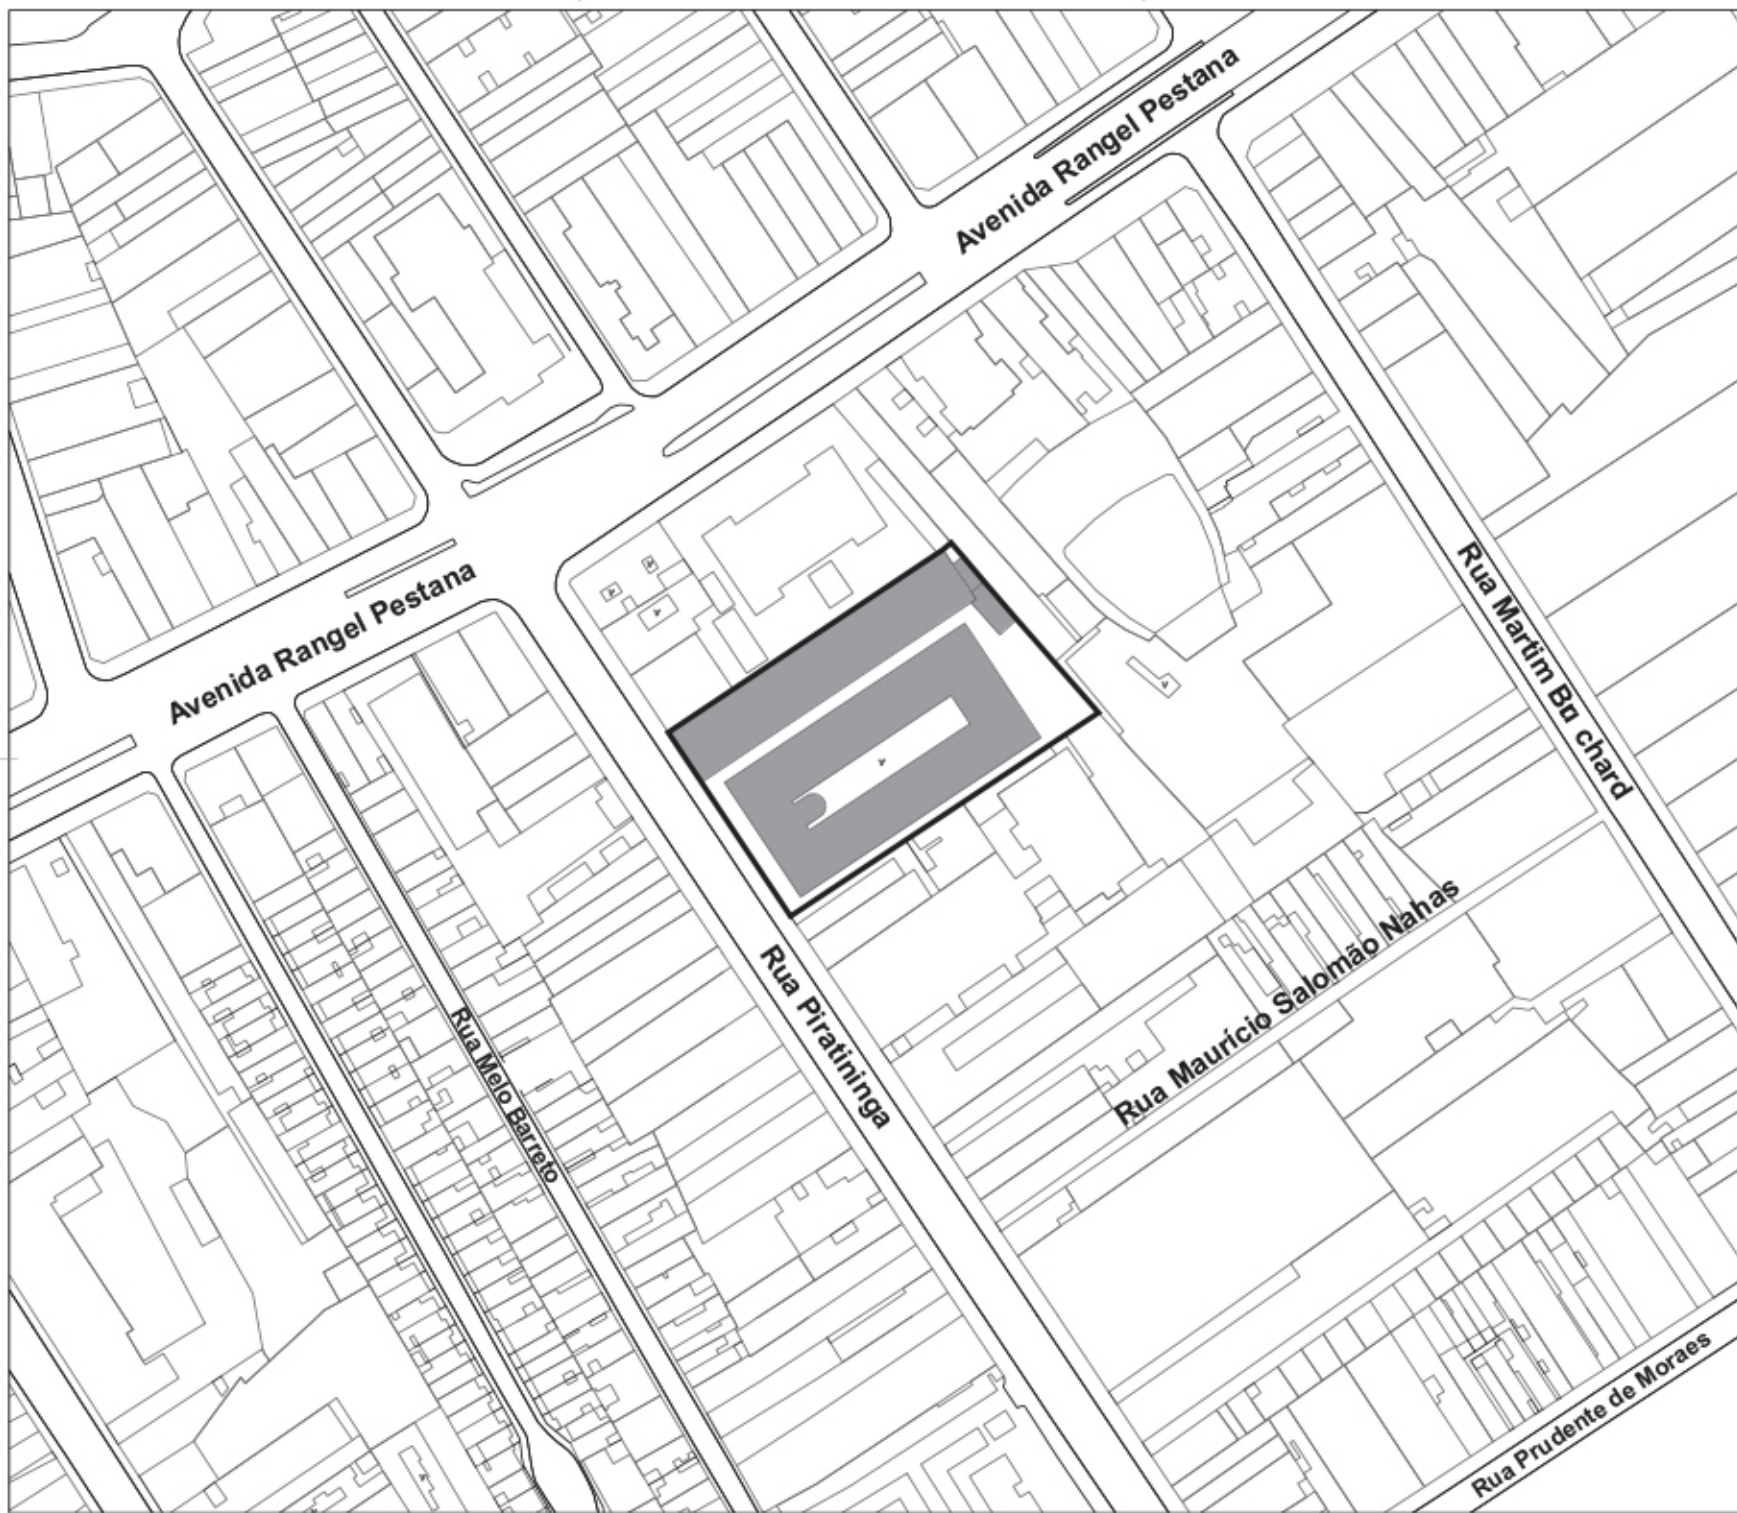 Avenida Rangel Pestana
Avenida Rangel Pestana
Rua Martim Bu chard
Rua Piratininga
Rua Maurício Salomão Nahas
Rua Melo Barreto
Rua Prudente de Moraes